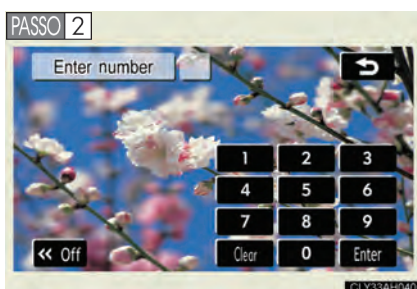 PASSO 2
Enter number
1 2 3
4 5 6
7 8 9
<< Off Clear 0 Enter
CLY33AH040